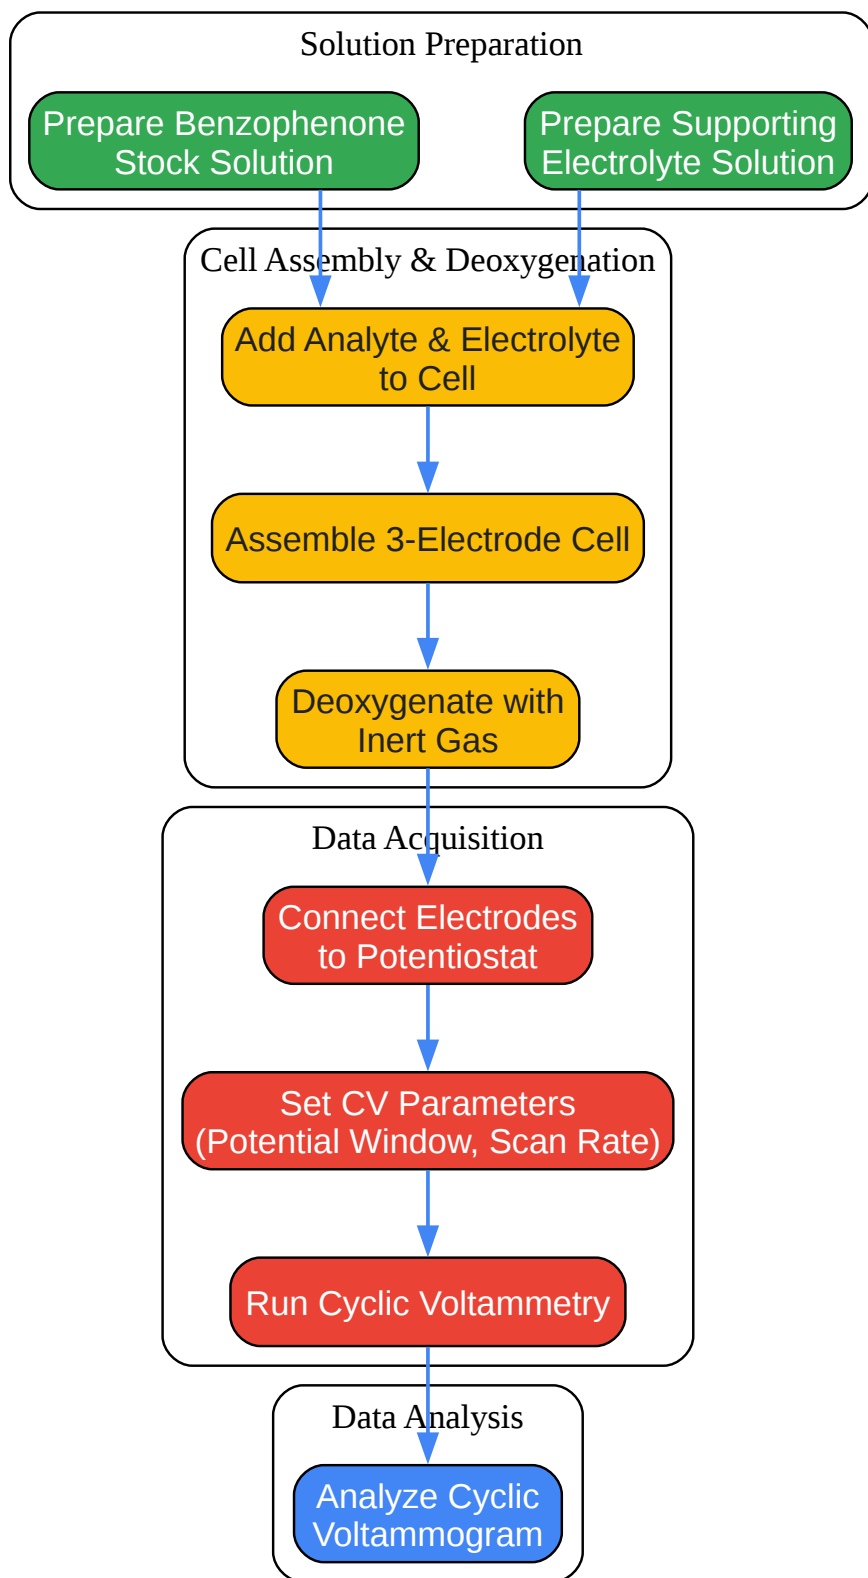 Solution Preparation
Prepare Benzophenone
Stock Solution
Prepare Supporting
Electrolyte Solution
Cell Assembly & Deoxygenation
Add Analyte & Electrolyte
to Cell
Assemble 3-Electrode Cell
Deoxygenate with
Inert Gas
Data Acquisition
Connect Electrodes
to Potentiostat
Set CV Parameters
(Potential Window, Scan Rate)
Run Cyclic Voltammetry
Data Analysis
Analyze Cyclic
Voltammogram